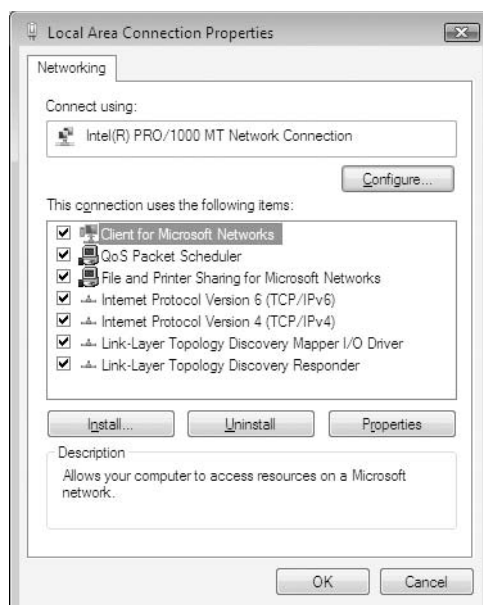 Local Area Connection Properties
Networking
Connect using:
Intel(R) PRO/1000 MT Network Connection
Configure...
This connection uses the following items:
Client for Microsoft Networks
QoS Packet Scheduler
File and Printer Sharing for Microsoft Networks
Internet Protocol Version 6 (TCP/IPv6)
Internet Protocol Version 4 (TCP/IPv4)
Link-Layer Topology Discovery Mapper I/O Driver
Link-Layer Topology Discovery Responder
Install... Uninstall Properties
Description
Allows your computer to access resources on a Microsoft
network.
OK Cancel